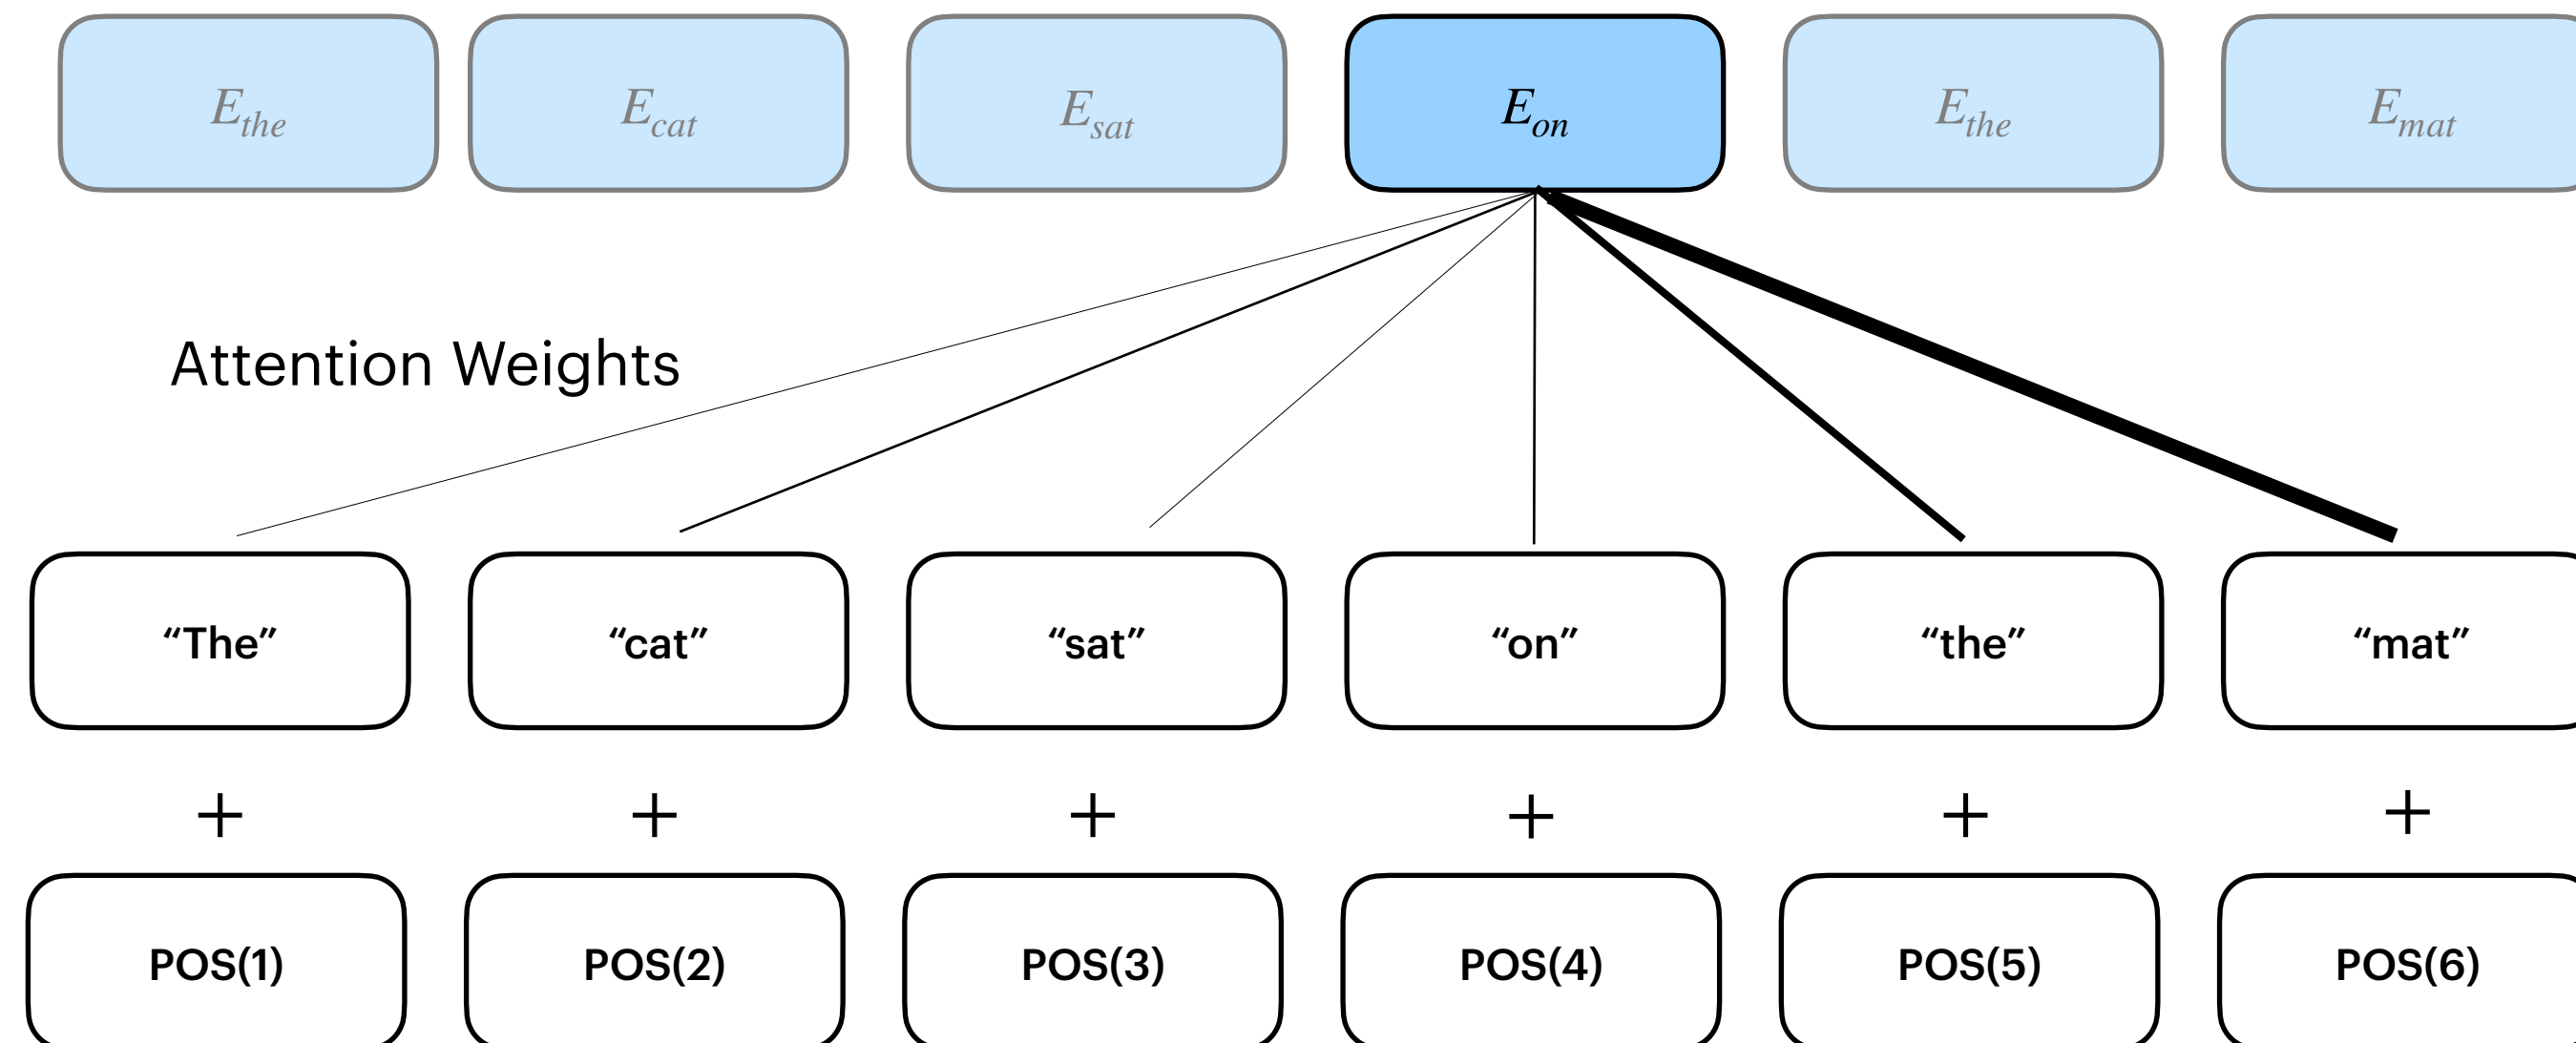 E_the E_cat E_sat E_on E_the E_mat
Attention Weights
“The” “cat” “sat” “on” “the” “mat”
+ + + + + +
POS(1) POS(2) POS(3) POS(4) POS(5) POS(6)